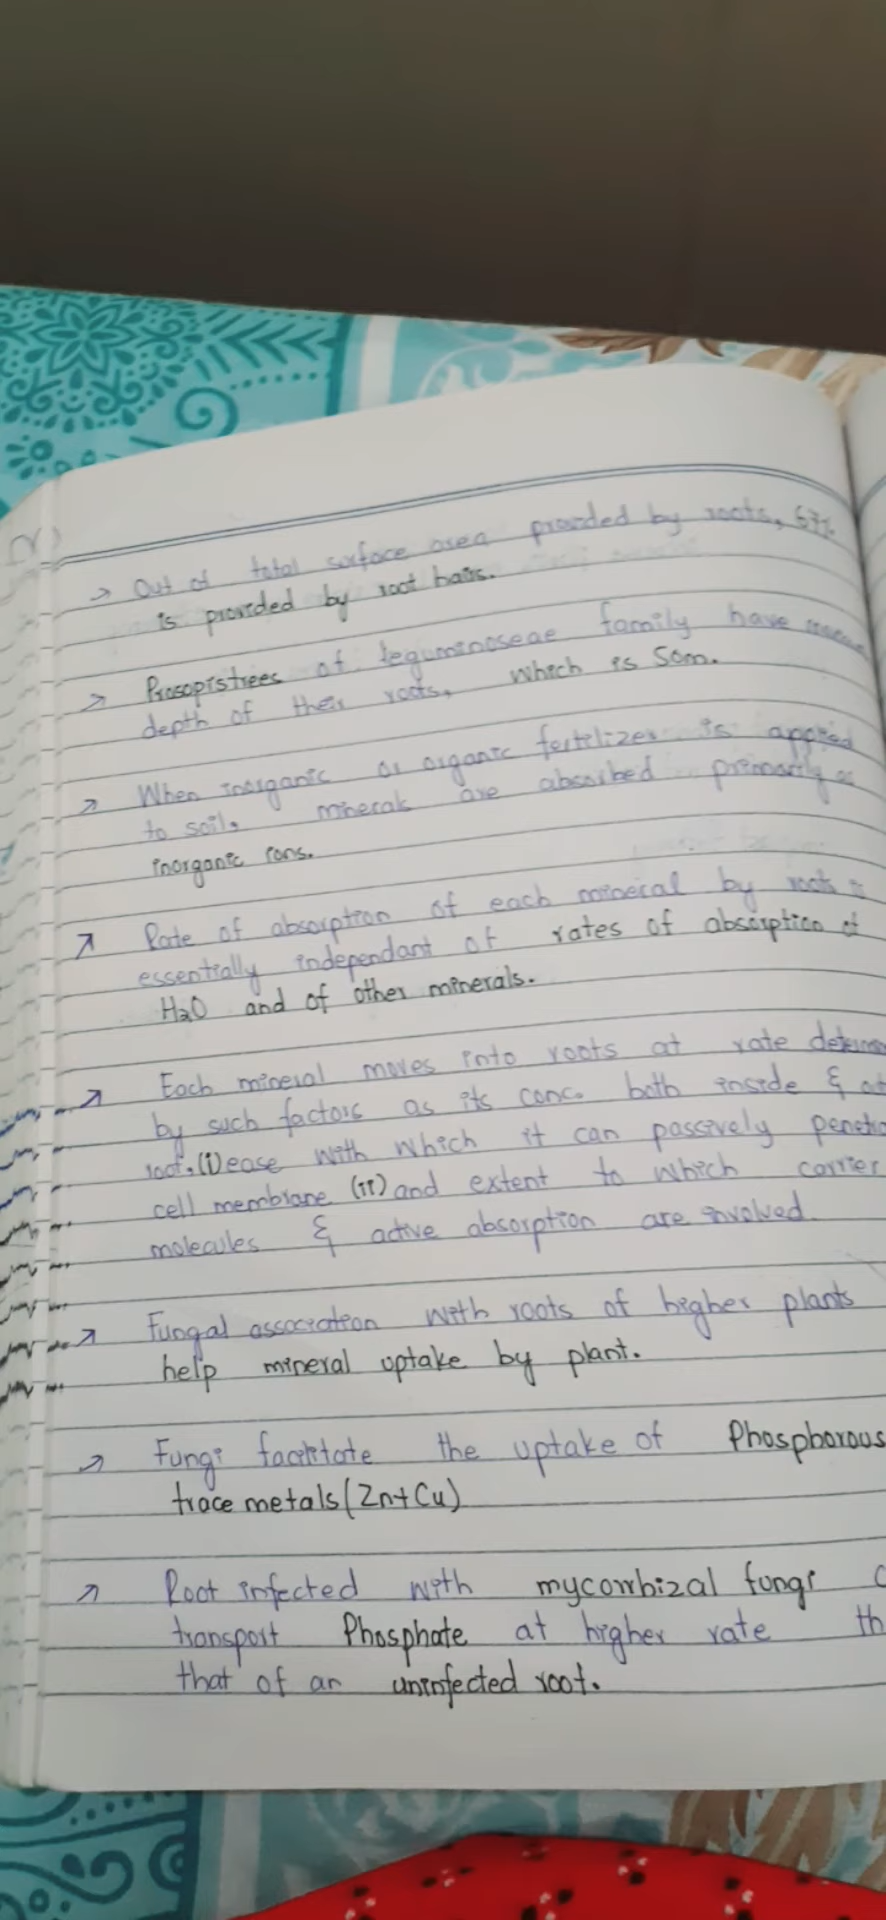 → Out of total surface area provided by roots, 67%
is provided by root hairs.
→ Prosopistrees of leguminoseae family have
depth of their roots, which is 50m.
→ When inorganic or organic fertelizer is applied
to soil, minerals are absorbed premarily as
inorganic ions.
→ Rate of absorption of each mineral by roots is
essentially independant of rates of absorption of
H₂O and of other minerals.
→ Each mineral moves into roots at rate
by such factors as its conc. both inside &
root. (i) ease with which it can passively
cell membrane (ii) and extent to which carrier
molecules & active absorption are involved.
→ Fungal association with roots of higher plants
help mineral uptake by plant.
→ Fungi facilitate the uptake of Phosphorous
trace metals (Zn+Cu)
→ Root infected with mycorrhizal fungi
transport Phosphate at higher rate
that of an uninfected root.